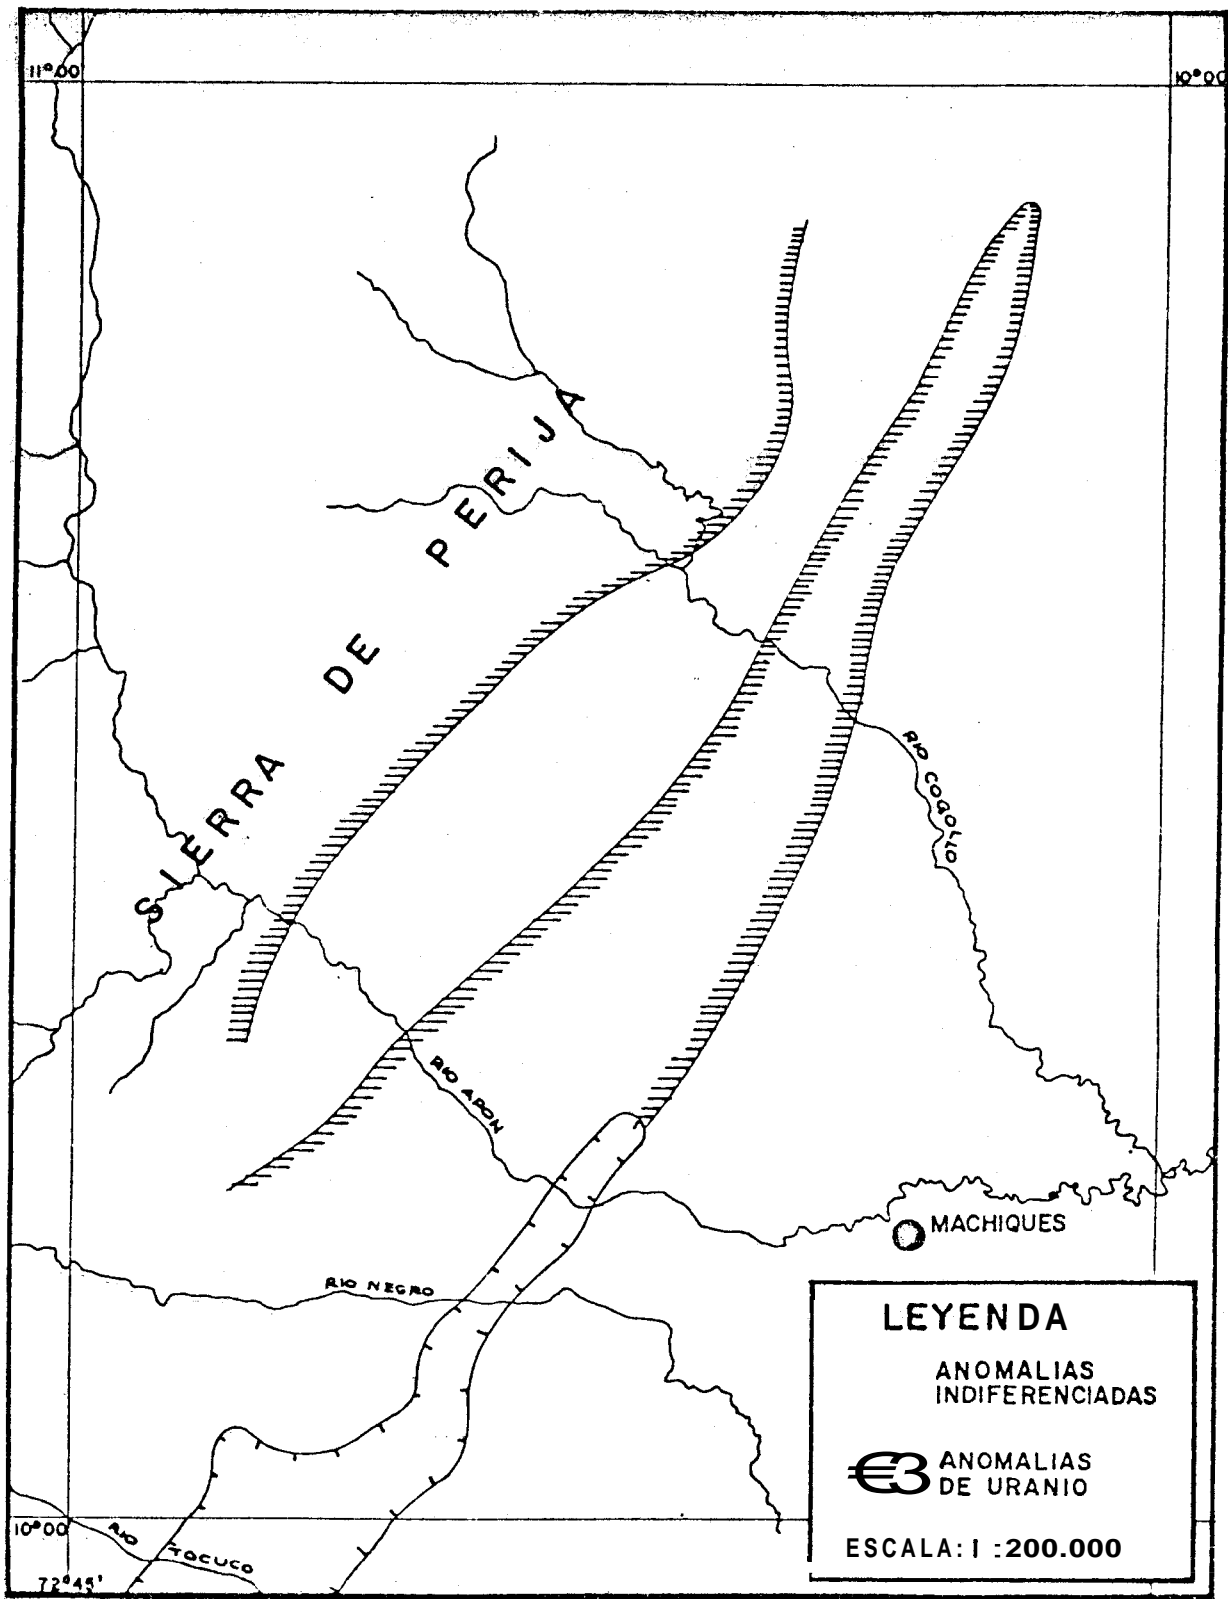 11°00
10°00
SIERRA DE PERIJA
RIO COGOLLO
RIO APON
MACHIQUES
RIO NEGRO
LEYENDA
ANOMALIAS
INDIFERENCIADAS
€3 ANOMALIAS
DE URANIO
ESCALA: 1 :200.000
10°00
RIO TOCUCO
72°45'